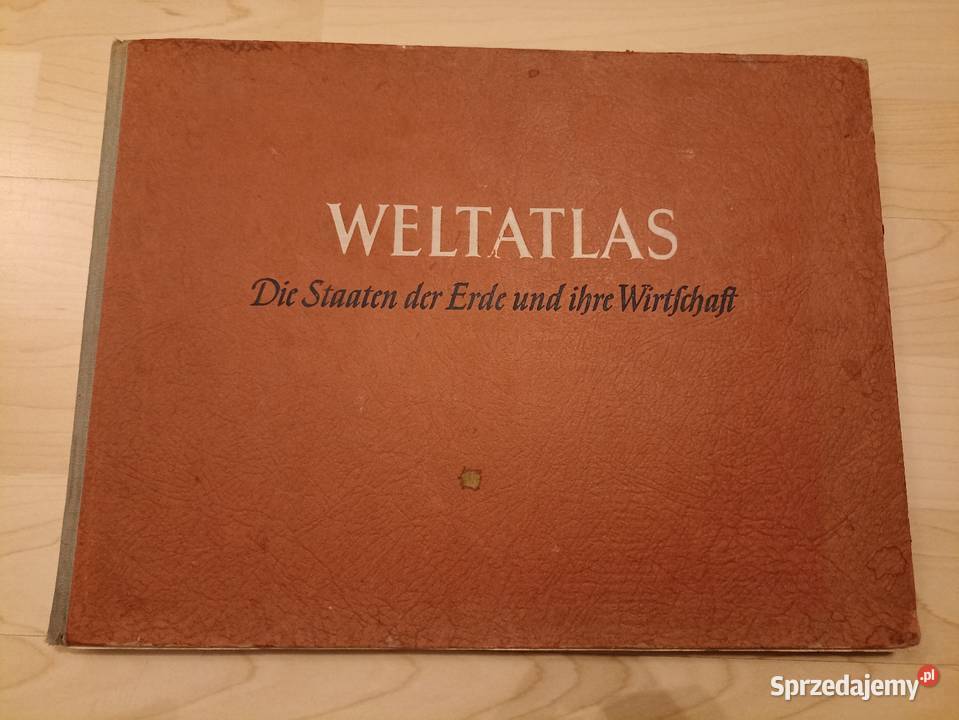 WELTATLAS
Die Staaten der Erde und ihre Wirtſchaft
Sprzedajemy.pl